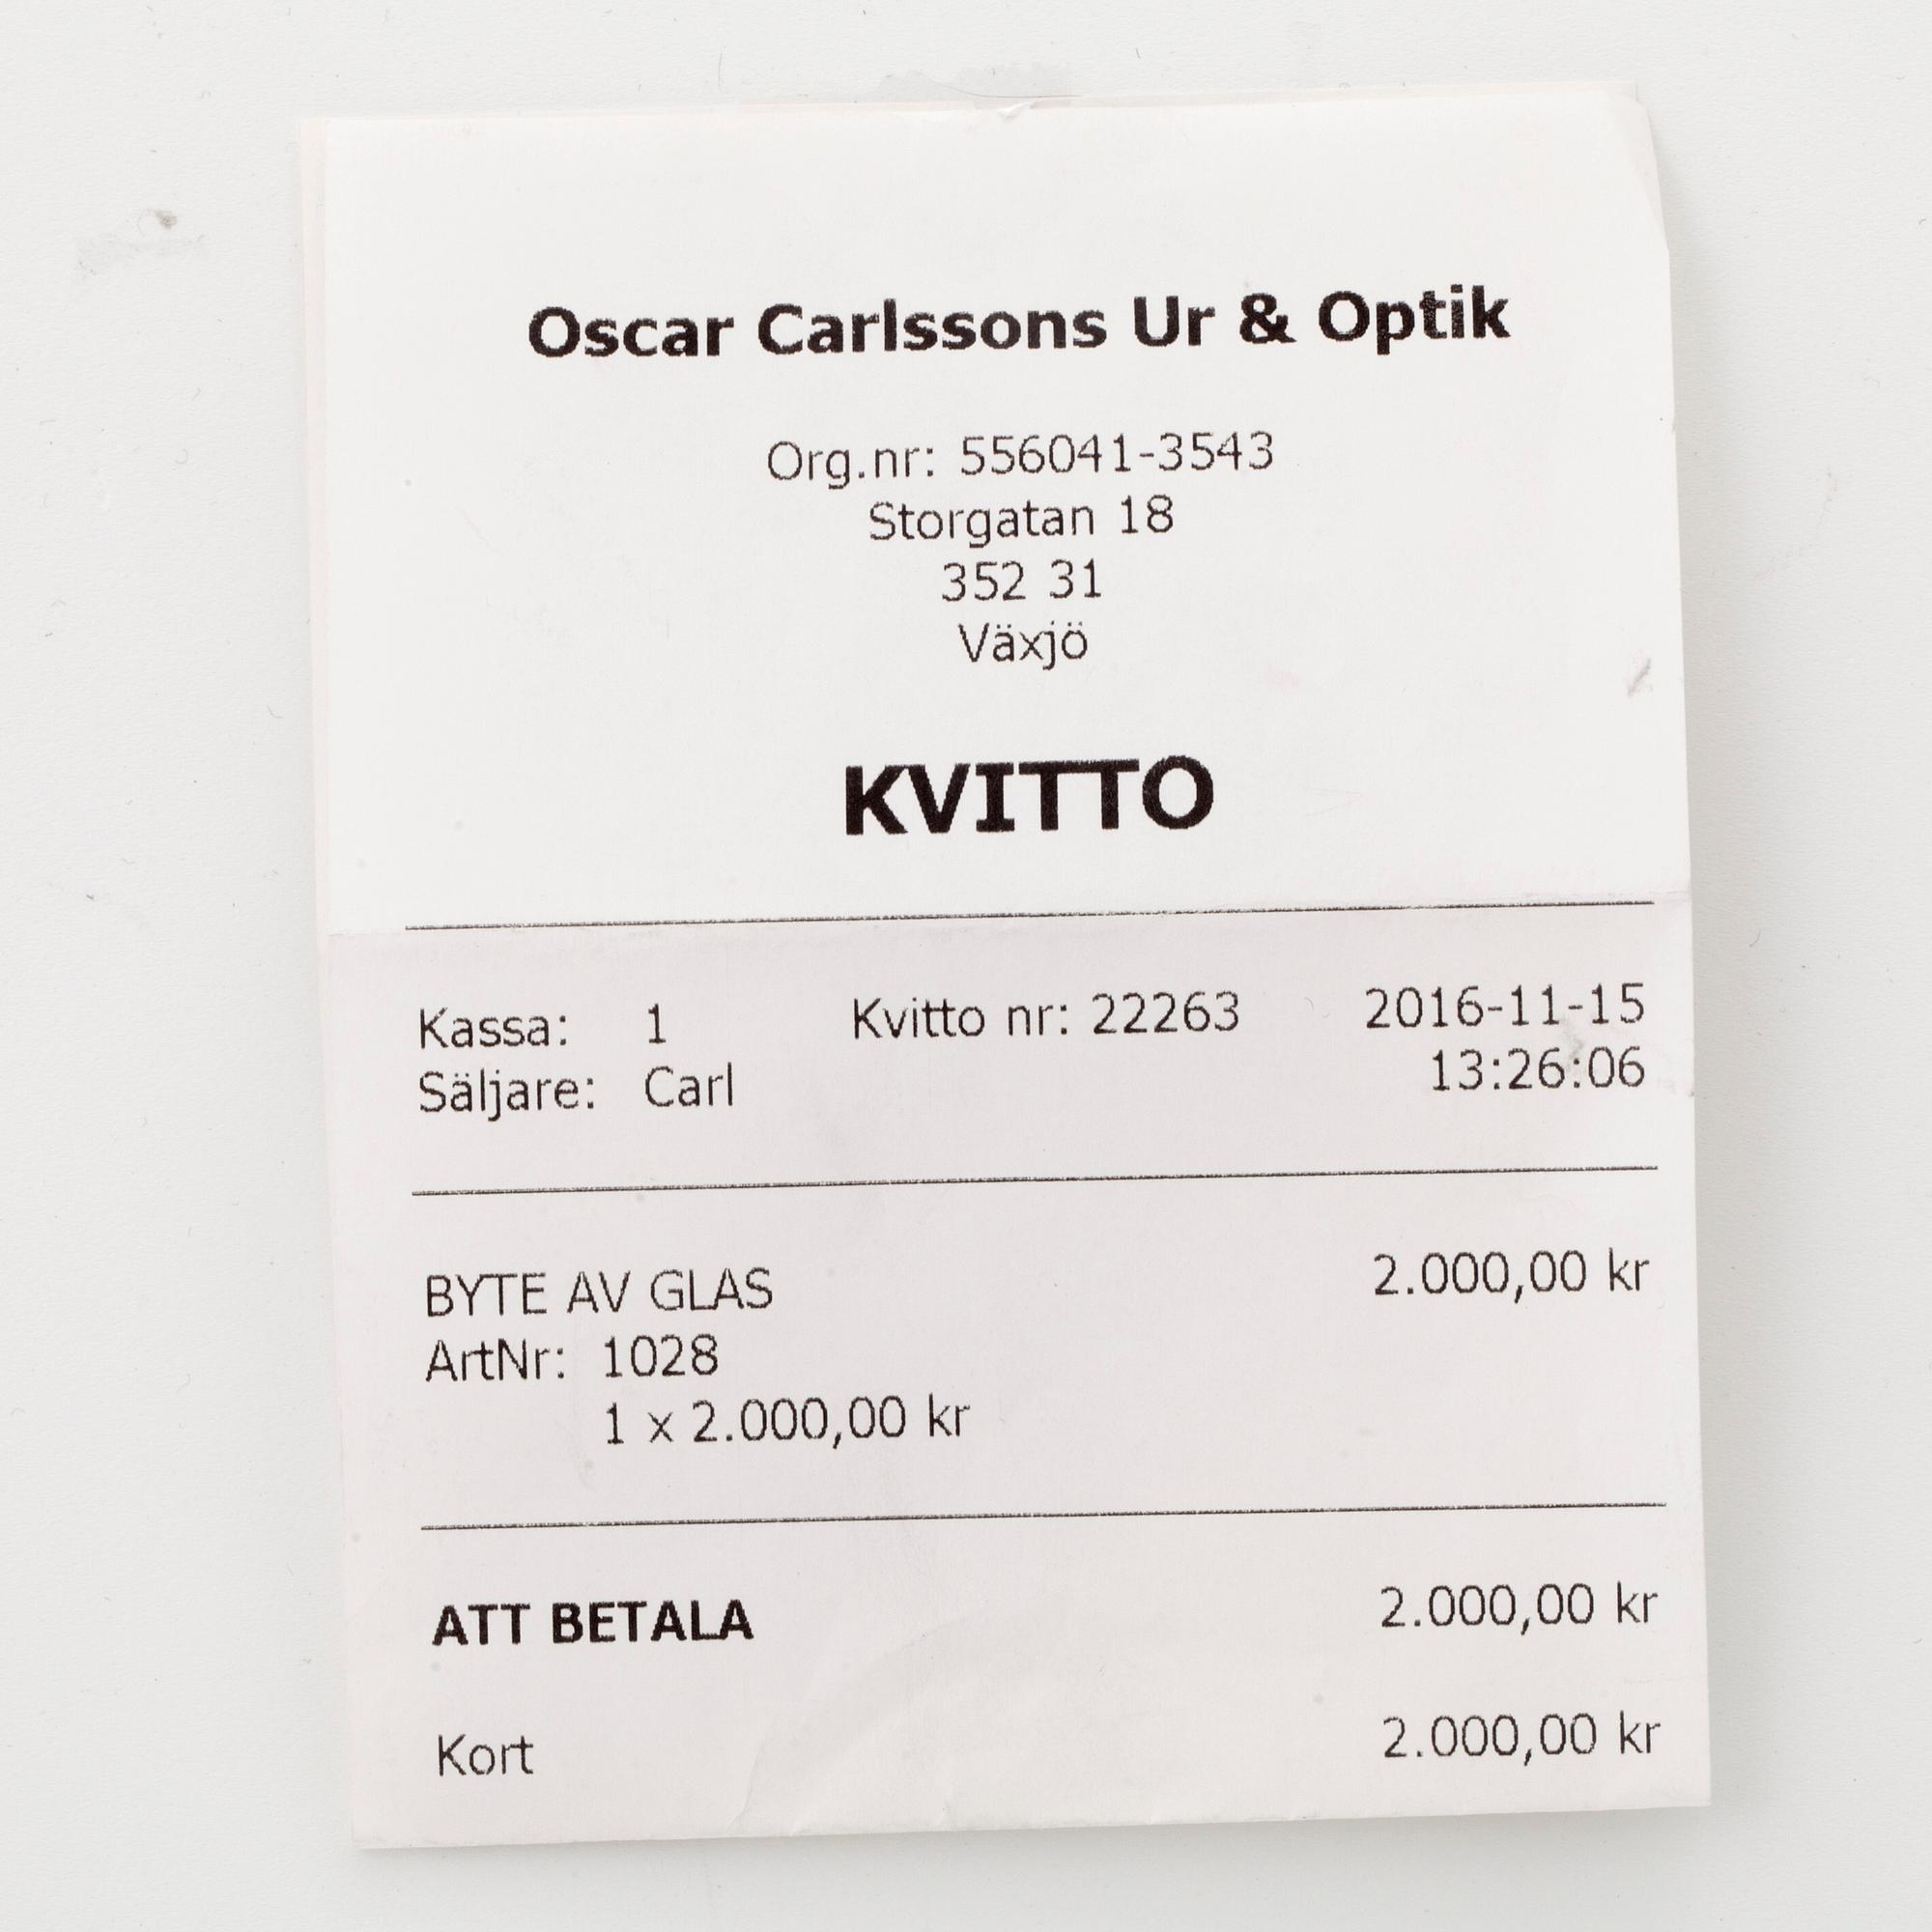 Oscar Carlssons Ur & Optik
Org.nr: 556041-3543
Storgatan 18
352 31
Växjö
KVITTO
Kassa: 1 Kvitto nr: 22263 2016-11-15
Säljare: Carl 13:26:06
BYTE AV GLAS 2.000,00 kr
ArtNr: 1028
1 x 2.000,00 kr
ATT BETALA 2.000,00 kr
Kort 2.000,00 kr